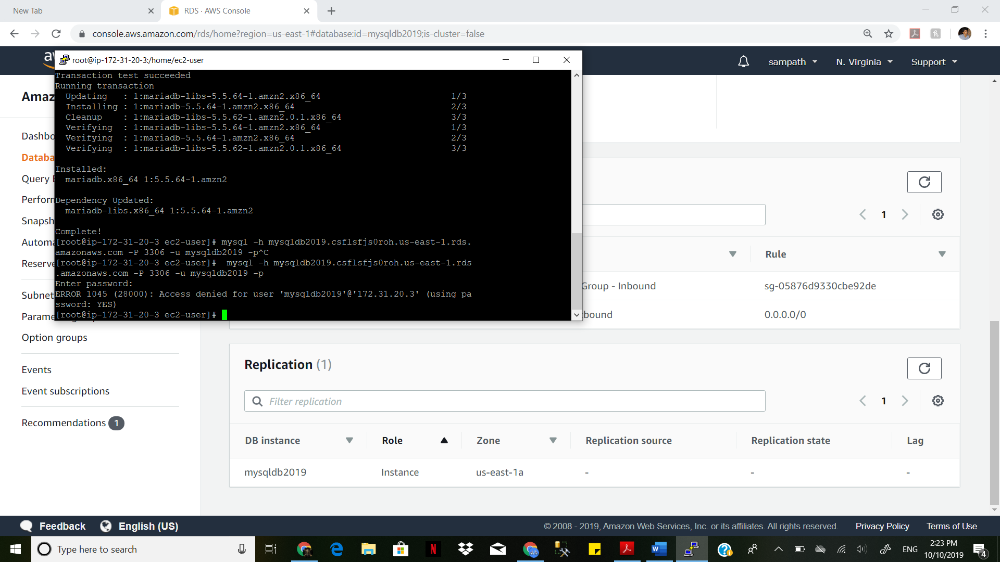 New Tab
RDS · AWS Console
console.aws.amazon.com/rds/home?region=us-east-1#database:id=mysqldb2019;is-cluster=false
sampath
N. Virginia
Support
root@ip-172-31-20-3:/home/ec2-user
Transaction test succeeded
Running transaction
Updating : 1:mariadb-libs-5.5.64-1.amzn2.x86_64 1/3
Installing : 1:mariadb-5.5.64-1.amzn2.x86_64 2/3
Cleanup : 1:mariadb-libs-5.5.62-1.amzn2.0.1.x86_64 3/3
Verifying : 1:mariadb-libs-5.5.64-1.amzn2.x86_64 1/3
Verifying : 1:mariadb-5.5.64-1.amzn2.x86_64 2/3
Verifying : 1:mariadb-libs-5.5.62-1.amzn2.0.1.x86_64 3/3
Installed:
mariadb.x86_64 1:5.5.64-1.amzn2
Dependency Updated:
mariadb-libs.x86_64 1:5.5.64-1.amzn2
Complete!
[root@ip-172-31-20-3 ec2-user]# mysql -h mysqldb2019.csflsfjs0roh.us-east-1.rds.
amazonaws.com -P 3306 -u mysqldb2019 -p^C
[root@ip-172-31-20-3 ec2-user]#  mysql -h mysqldb2019.csflsfjs0roh.us-east-1.rds
.amazonaws.com -P 3306 -u mysqldb2019 -p
Enter password:
ERROR 1045 (28000): Access denied for user 'mysqldb2019'@'172.31.20.3' (using pa
ssword: YES)
[root@ip-172-31-20-3 ec2-user]#
Amaz
Dashbo
Databa
Query
Perforn
Snapsh
Automa
Reserve
Subnet
Parame
Option groups
Events
Event subscriptions
Recommendations 1
1
Rule
Group - Inbound
sg-05876d9330cbe92de
bound
0.0.0.0/0
Replication (1)
Filter replication
1
DB instance Role Zone Replication source Replication state Lag
mysqldb2019 Instance us-east-1a - - -
Feedback English (US)
© 2008 - 2019, Amazon Web Services, Inc. or its affiliates. All rights reserved. Privacy Policy Terms of Use
Type here to search
ENG
2:23 PM
10/10/2019
4